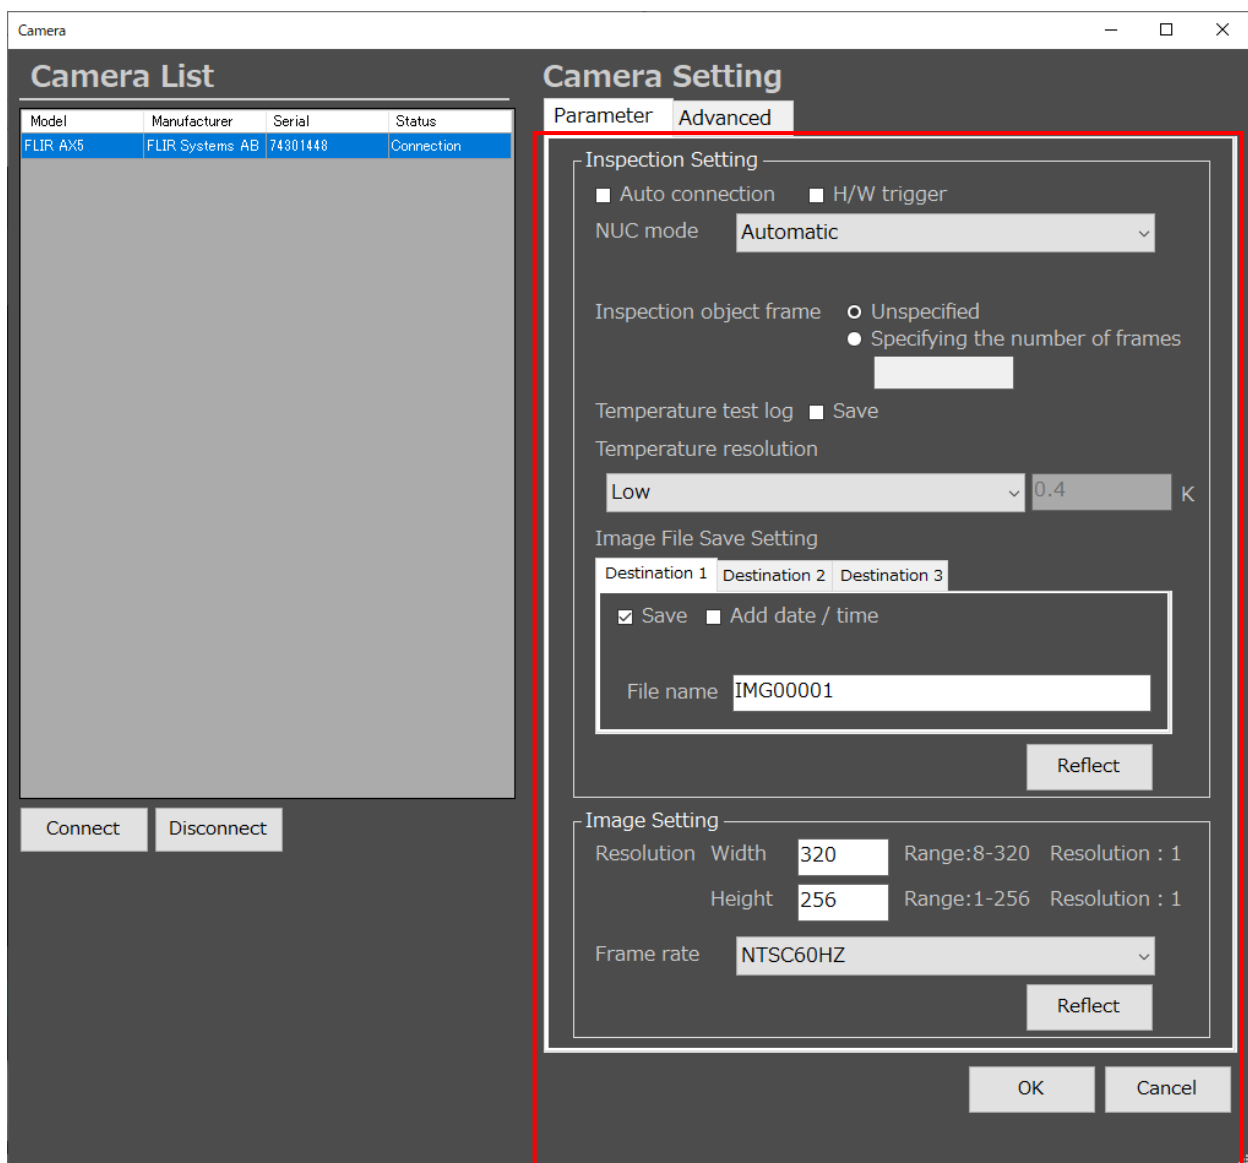 Camera
Camera List
Model Manufacturer Serial Status
FLIR AX5 FLIR Systems AB 74301448 Connection
Connect Disconnect
Camera Setting
Parameter Advanced
Inspection Setting
Auto connection H/W trigger
NUC mode Automatic
Inspection object frame Unspecified
Specifying the number of frames
Temperature test log Save
Temperature resolution
Low 0.4 K
Image File Save Setting
Destination 1 Destination 2 Destination 3
Save Add date / time
File name IMG00001
Reflect
Image Setting
Resolution Width 320 Range:8-320 Resolution : 1
Height 256 Range:1-256 Resolution : 1
Frame rate NTSC60HZ
Reflect
OK Cancel